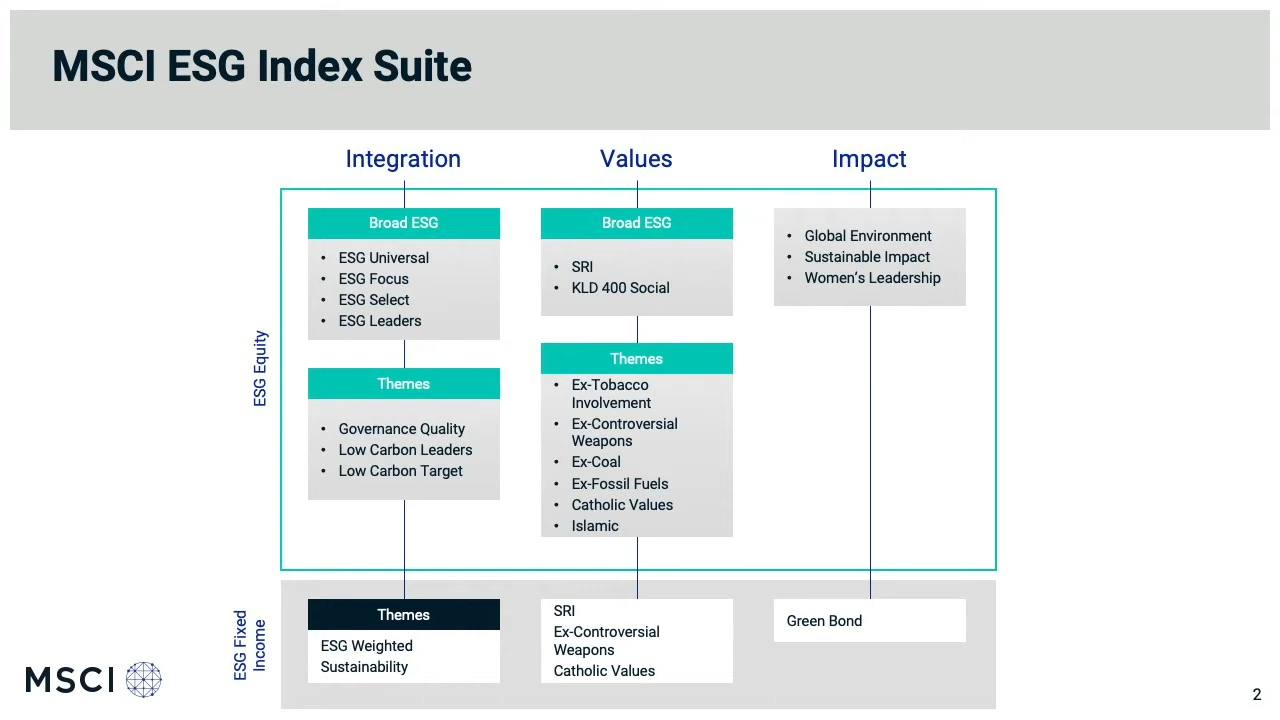 MSCI ESG Index Suite
Integration
Values
Impact
ESG Equity
Broad ESG
• ESG Universal
• ESG Focus
• ESG Select
• ESG Leaders
Themes
• Governance Quality
• Low Carbon Leaders
• Low Carbon Target
Broad ESG
• SRI
• KLD 400 Social
Themes
• Ex-Tobacco
Involvement
• Ex-Controversial
Weapons
• Ex-Coal
• Ex-Fossil Fuels
• Catholic Values
• Islamic
• Global Environment
• Sustainable Impact
• Women’s Leadership
ESG Fixed
Income
Themes
ESG Weighted
Sustainability
SRI
Ex-Controversial
Weapons
Catholic Values
Green Bond
MSCI
2